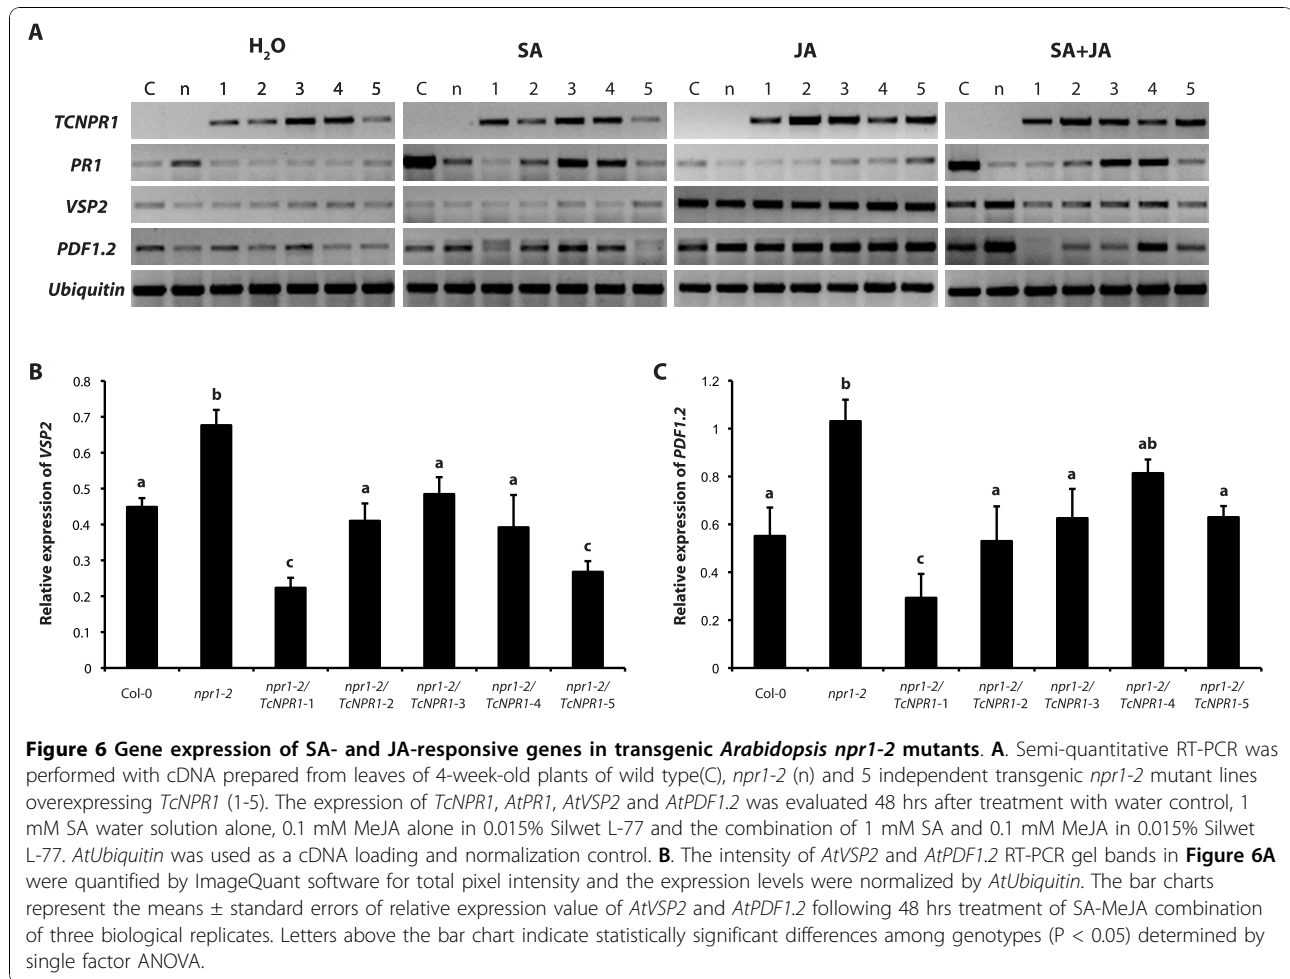 A
H2O SA JA SA+JA
C n 1 2 3 4 5 C n 1 2 3 4 5 C n 1 2 3 4 5 C n 1 2 3 4 5
TCNPR1
PR1
VSP2
PDF1.2
Ubiquitin
B
Relative expression of VSP2
0.8
0.7
0.6
0.5
0.4
0.3
0.2
0.1
0
a b c a a a c
Col-0 npr1-2 npr1-2/ npr1-2/ npr1-2/ npr1-2/ npr1-2/
TcNPR1-1 TcNPR1-2 TcNPR1-3 TcNPR1-4 TcNPR1-5
C
Relative expression of PDF1.2
1.2
1
0.8
0.6
0.4
0.2
0
a b c a a ab a
Col-0 npr1-2 npr1-2/ npr1-2/ npr1-2/ npr1-2/ npr1-2/
TcNPR1-1 TcNPR1-2 TcNPR1-3 TcNPR1-4 TcNPR1-5
Figure 6 Gene expression of SA- and JA-responsive genes in transgenic Arabidopsis npr1-2 mutants. A. Semi-quantitative RT-PCR was
performed with cDNA prepared from leaves of 4-week-old plants of wild type(C), npr1-2 (n) and 5 independent transgenic npr1-2 mutant lines
overexpressing TcNPR1 (1-5). The expression of TcNPR1, AtPR1, AtVSP2 and AtPDF1.2 was evaluated 48 hrs after treatment with water control, 1
mM SA water solution alone, 0.1 mM MeJA alone in 0.015% Silwet L-77 and the combination of 1 mM SA and 0.1 mM MeJA in 0.015% Silwet
L-77. AtUbiquitin was used as a cDNA loading and normalization control. B. The intensity of AtVSP2 and AtPDF1.2 RT-PCR gel bands in Figure 6A
were quantified by ImageQuant software for total pixel intensity and the expression levels were normalized by AtUbiquitin. The bar charts
represent the means ± standard errors of relative expression value of AtVSP2 and AtPDF1.2 following 48 hrs treatment of SA-MeJA combination
of three biological replicates. Letters above the bar chart indicate statistically significant differences among genotypes (P < 0.05) determined by
single factor ANOVA.